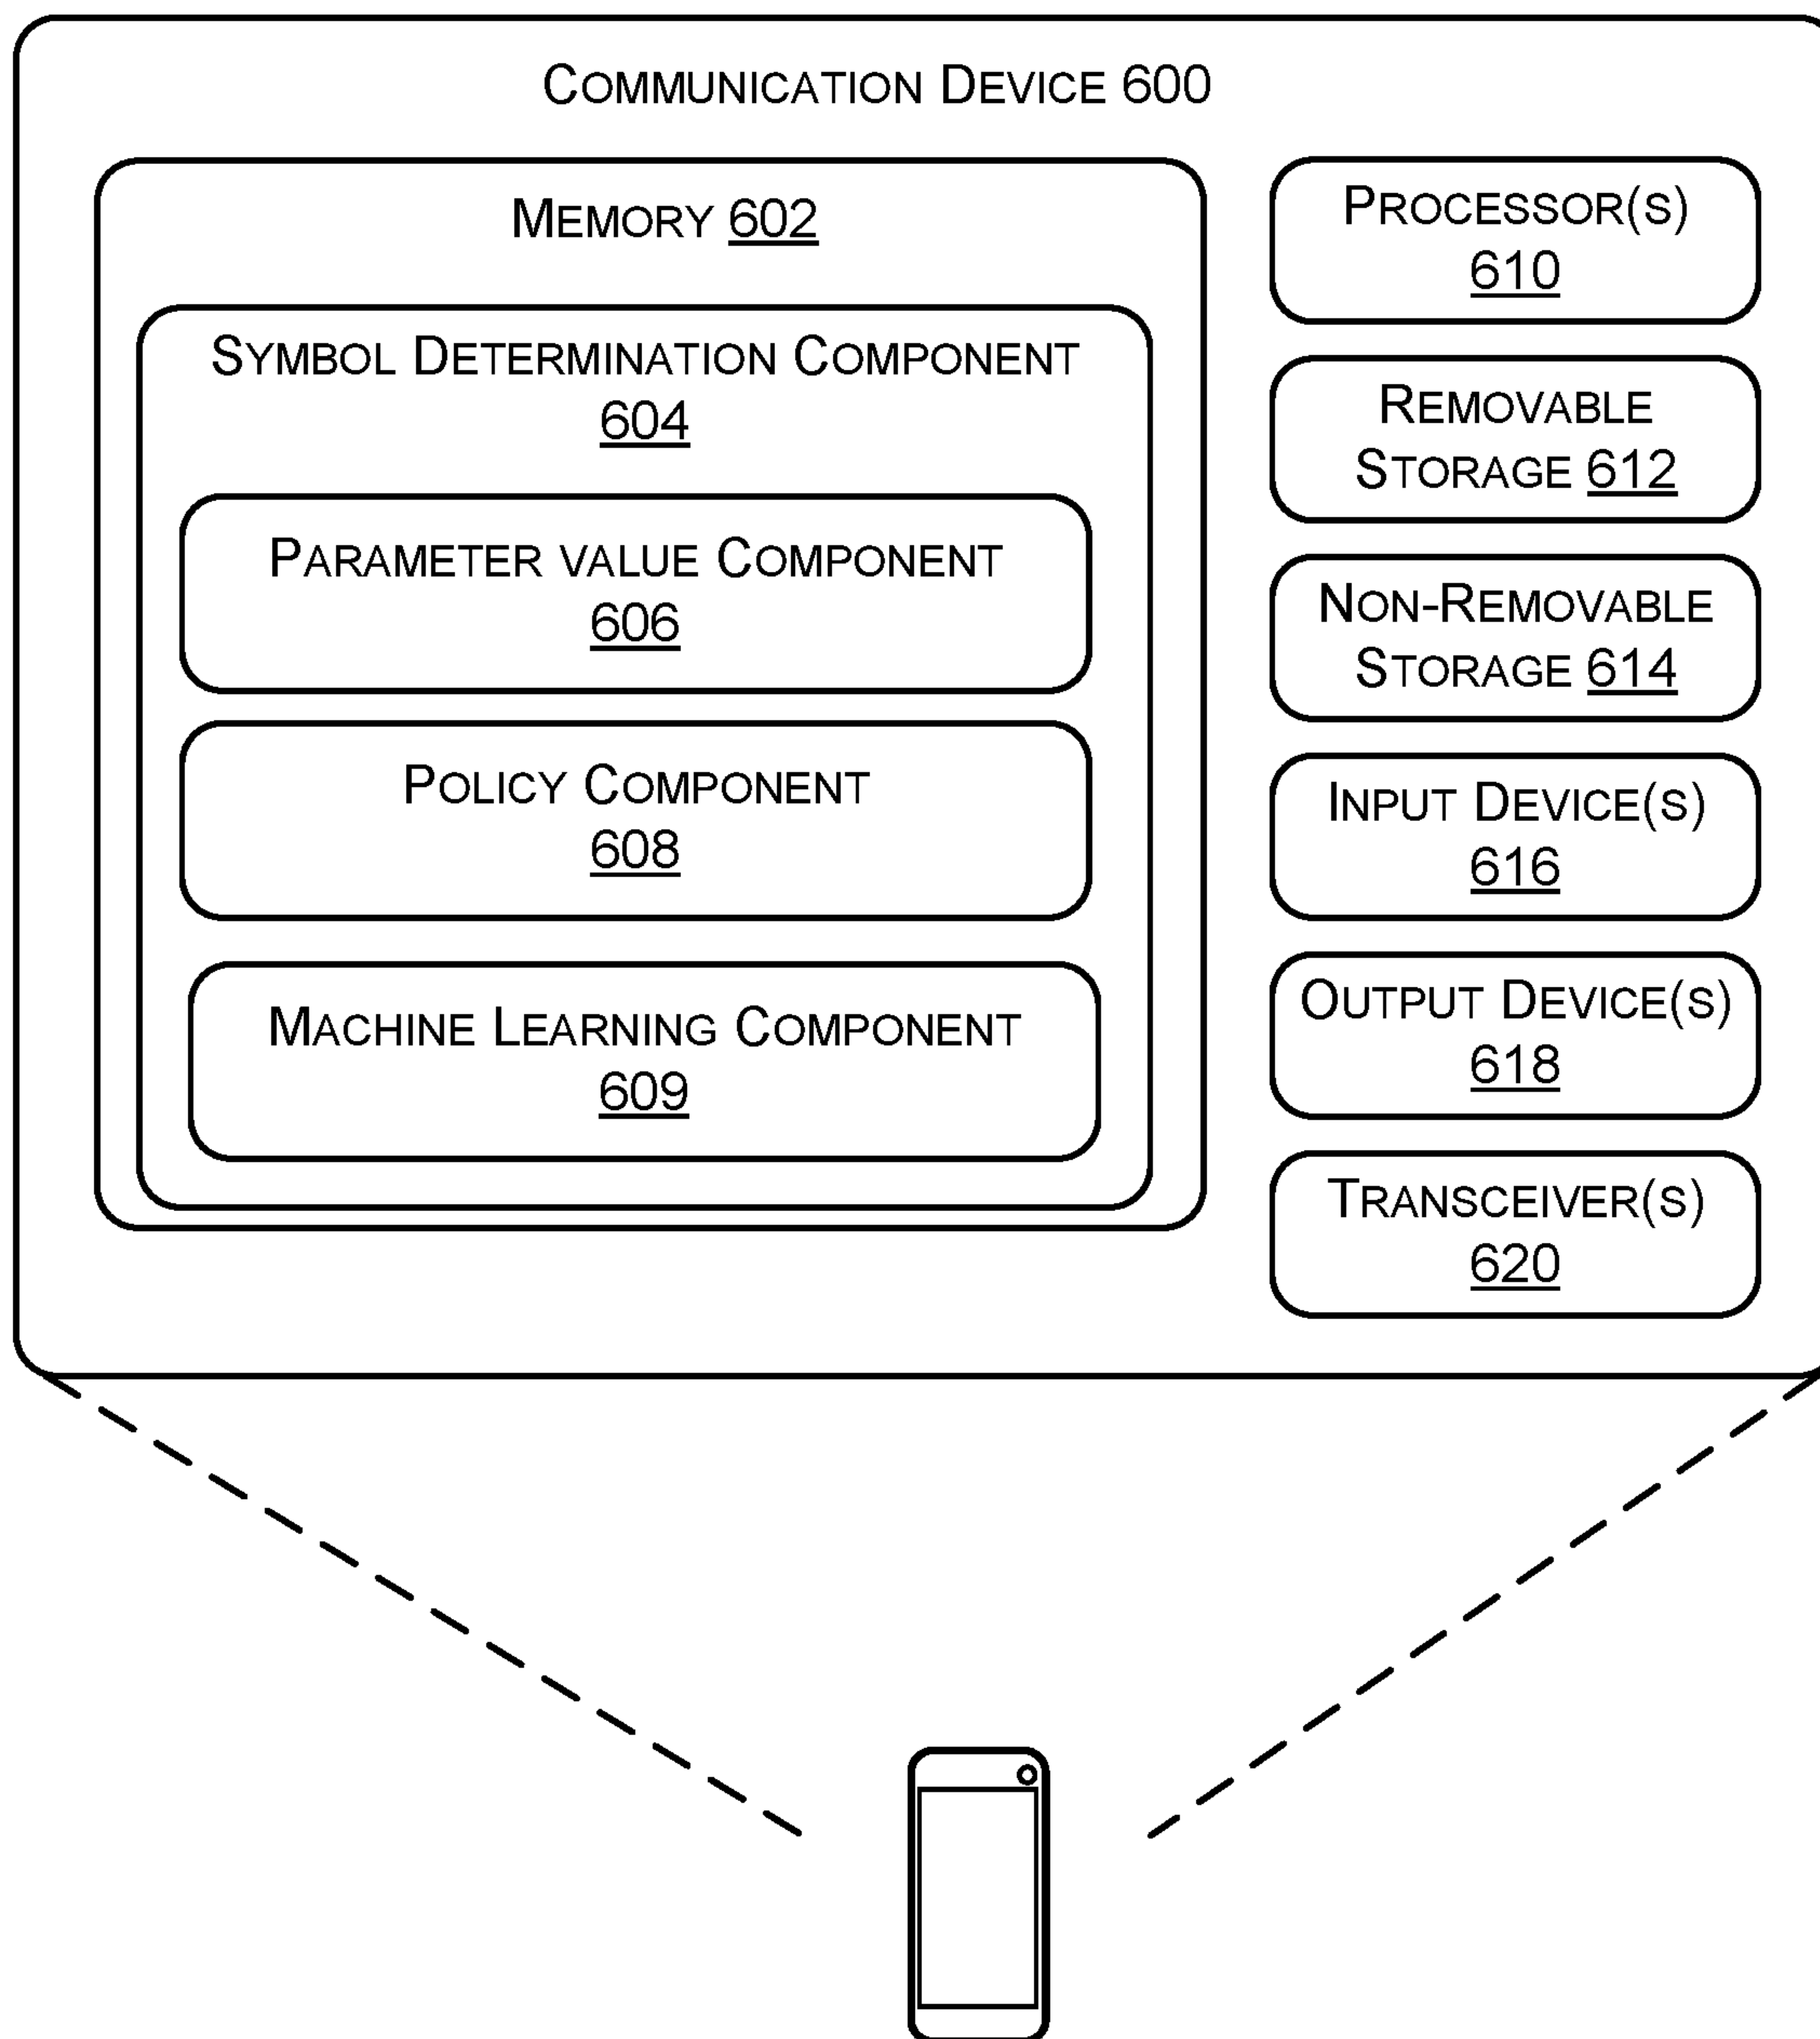 COMMUNICATION DEVICE 600
MEMORY 602
SYMBOL DETERMINATION COMPONENT
604
PARAMETER VALUE COMPONENT
606
POLICY COMPONENT
608
MACHINE LEARNING COMPONENT
609
PROCESSOR(S)
610
REMOVABLE
STORAGE 612
NON-REMOVABLE
STORAGE 614
INPUT DEVICE(S)
616
OUTPUT DEVICE(S)
618
TRANSCEIVER(S)
620